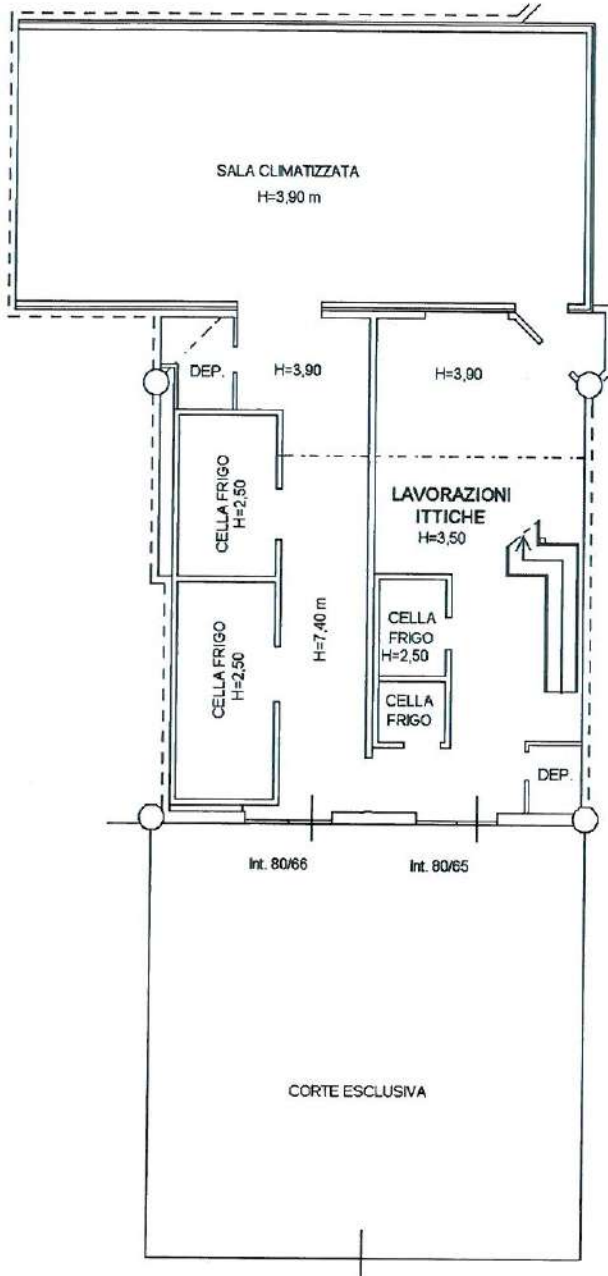 SALA CLIMATIZZATA
H=3,90 m
DEP.
H=3,90
H=3,90
CELLA FRIGO
H=2,50
LAVORAZIONI
ITTICHE
H=3,50
CELLA FRIGO
H=2,50
H=7,40 m
CELLA
FRIGO
H=2,50
CELLA
FRIGO
DEP.
Int. 80/66
Int. 80/65
CORTE ESCLUSIVA